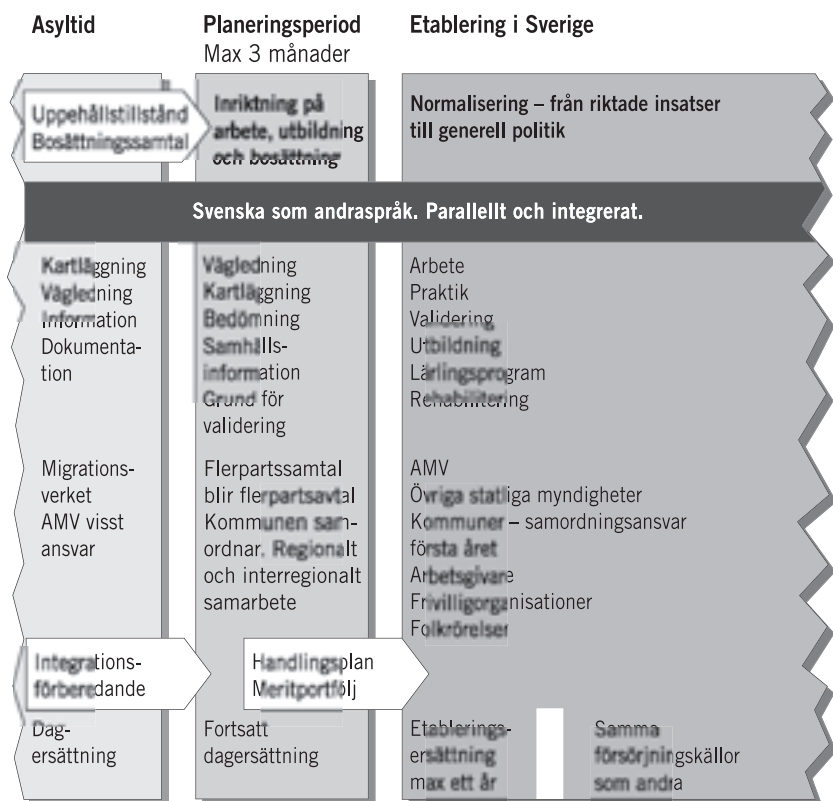 Asyltid
Planeringsperiod
Max 3 månader
Etablering i Sverige
Uppehållstillstånd
Bosättningssamtal
Inriktning på
arbete, utbildning
och bosättning
Normalisering – från riktade insatser
till generell politik
Svenska som andraspråk. Parallellt och integrerat.
Kartläggning
Vägledning
Information
Dokumenta-
tion
Vägledning
Kartläggning
Bedömning
Samhälls-
information
Grund för
validering
Arbete
Praktik
Validering
Utbildning
Lärlingsprogram
Rehabilitering
Migrations-
verket
AMV visst
ansvar
Flerpartssamtal
blir flerpartsavtal
Kommunen sam-
ordnar. Regionalt
och interregionalt
samarbete
AMV
Övriga statliga myndigheter
Kommuner – samordningsansvar
första året
Arbetsgivare
Frivilligorganisationer
Folkrörelser
Integrations-
förberedande
Handlingsplan
Meritportfölj
Dag-
ersättning
Fortsatt
dagersättning
Etablerings-
ersättning
max ett år
Samma
försörjningskällor
som andra